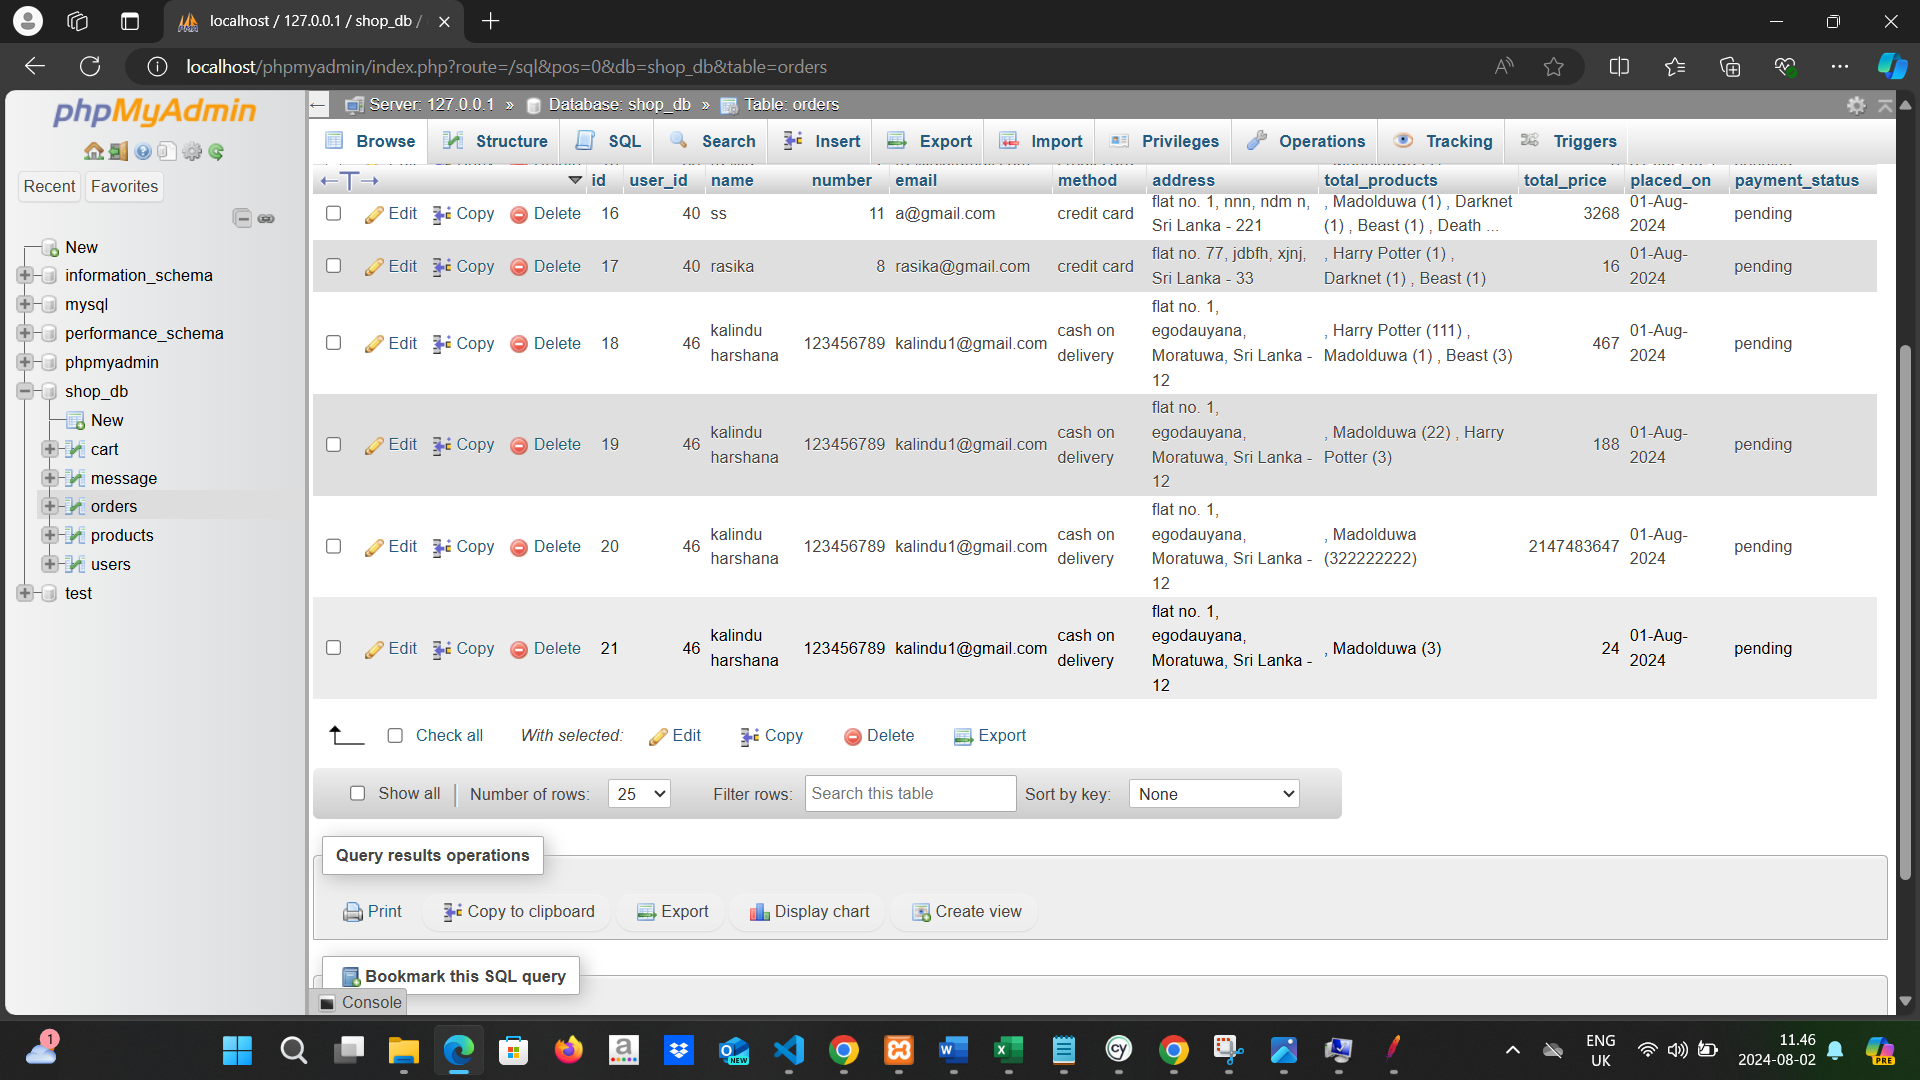 localhost / 127.0.0.1 / shop_db /
localhost/phpmyadmin/index.php?route=/sql&pos=0&db=shop_db&table=orders
phpMyAdmin
Recent
Favorites
New
information_schema
mysql
performance_schema
phpmyadmin
shop_db
New
cart
message
orders
products
users
test
Server: 127.0.0.1 » Database: shop_db » Table: orders
Browse Structure SQL Search Insert Export Import Privileges Operations Tracking Triggers
id user_id name number email method address total_products total_price placed_on payment_status
Edit Copy Delete 16 40 ss 11 a@gmail.com credit card flat no. 1, nnn, ndm n, Sri Lanka - 221 , Madolduwa (1) , Darknet (1) , Beast (1) , Death ... 3268 01-Aug-2024 pending
Edit Copy Delete 17 40 rasika 8 rasika@gmail.com credit card flat no. 77, jdbfh, xjnj, Sri Lanka - 33 , Harry Potter (1) , Darknet (1) , Beast (1) 16 01-Aug-2024 pending
Edit Copy Delete 18 46 kalindu harshana 123456789 kalindu1@gmail.com cash on delivery flat no. 1, egodauyana, Moratuwa, Sri Lanka - 12 , Harry Potter (111) , Madolduwa (1) , Beast (3) 467 01-Aug-2024 pending
Edit Copy Delete 19 46 kalindu harshana 123456789 kalindu1@gmail.com cash on delivery flat no. 1, egodauyana, Moratuwa, Sri Lanka - 12 , Madolduwa (22) , Harry Potter (3) 188 01-Aug-2024 pending
Edit Copy Delete 20 46 kalindu harshana 123456789 kalindu1@gmail.com cash on delivery flat no. 1, egodauyana, Moratuwa, Sri Lanka - 12 , Madolduwa (322222222) 2147483647 01-Aug-2024 pending
Edit Copy Delete 21 46 kalindu harshana 123456789 kalindu1@gmail.com cash on delivery flat no. 1, egodauyana, Moratuwa, Sri Lanka - 12 , Madolduwa (3) 24 01-Aug-2024 pending
Check all With selected: Edit Copy Delete Export
Show all Number of rows: 25 Filter rows: Search this table Sort by key: None
Query results operations
Print Copy to clipboard Export Display chart Create view
Bookmark this SQL query
Console
1
ENG
UK
11.46
2024-08-02